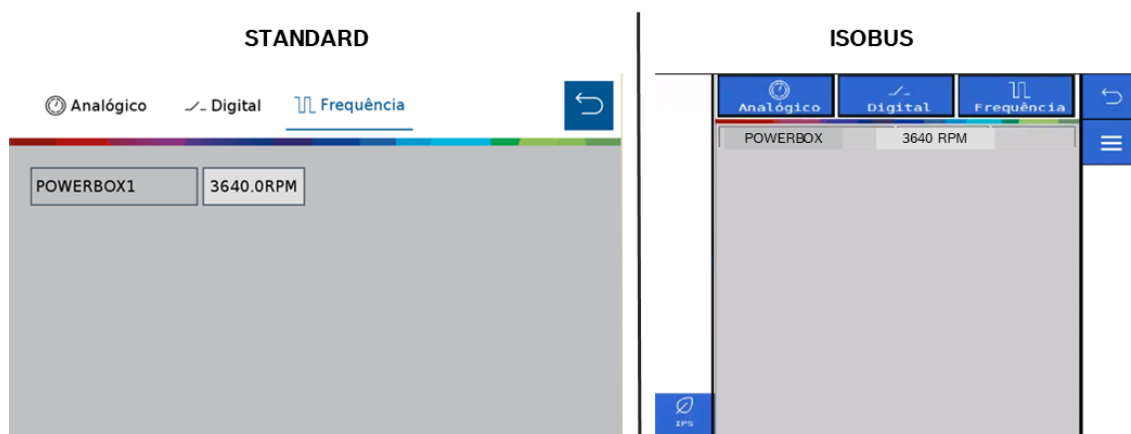 STANDARD
Analógico
Digital
Frequência
POWERBOX1
3640.0RPM
ISOBUS
Analógico
Digital
Frequência
POWERBOX
3640 RPM
IPS